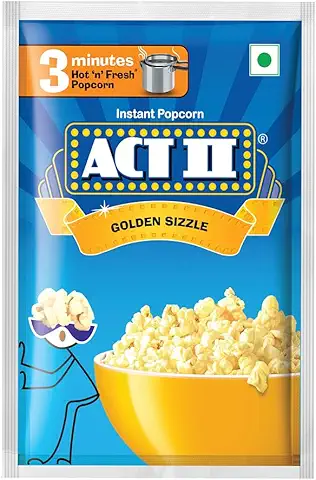 3 minutes
Hot 'n' Fresh*
Popcorn
Instant Popcorn
ACT II®
GOLDEN SIZZLE